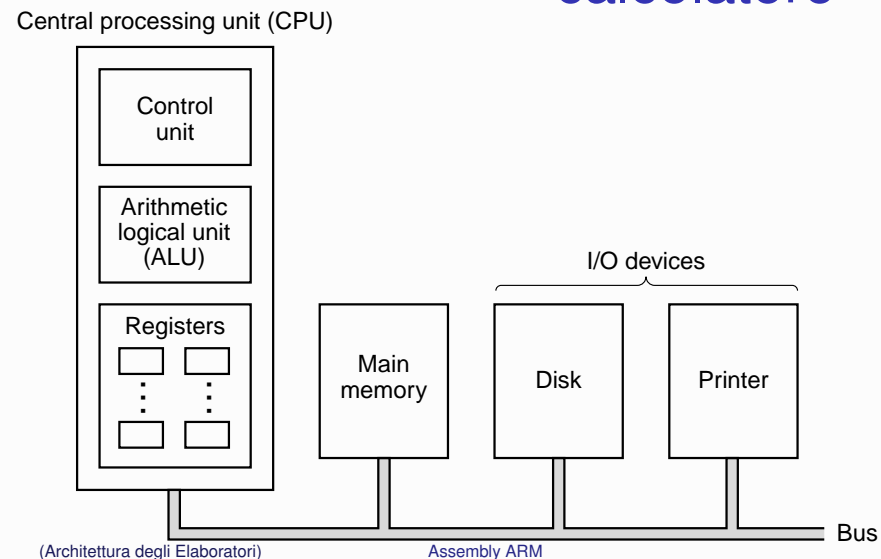 Central processing unit (CPU)
Control
unit
Arithmetic
logical unit
(ALU)
Registers
I/O devices
Main
memory
Disk
Printer
Bus
(Architettura degli Elaboratori)
Assembly ARM